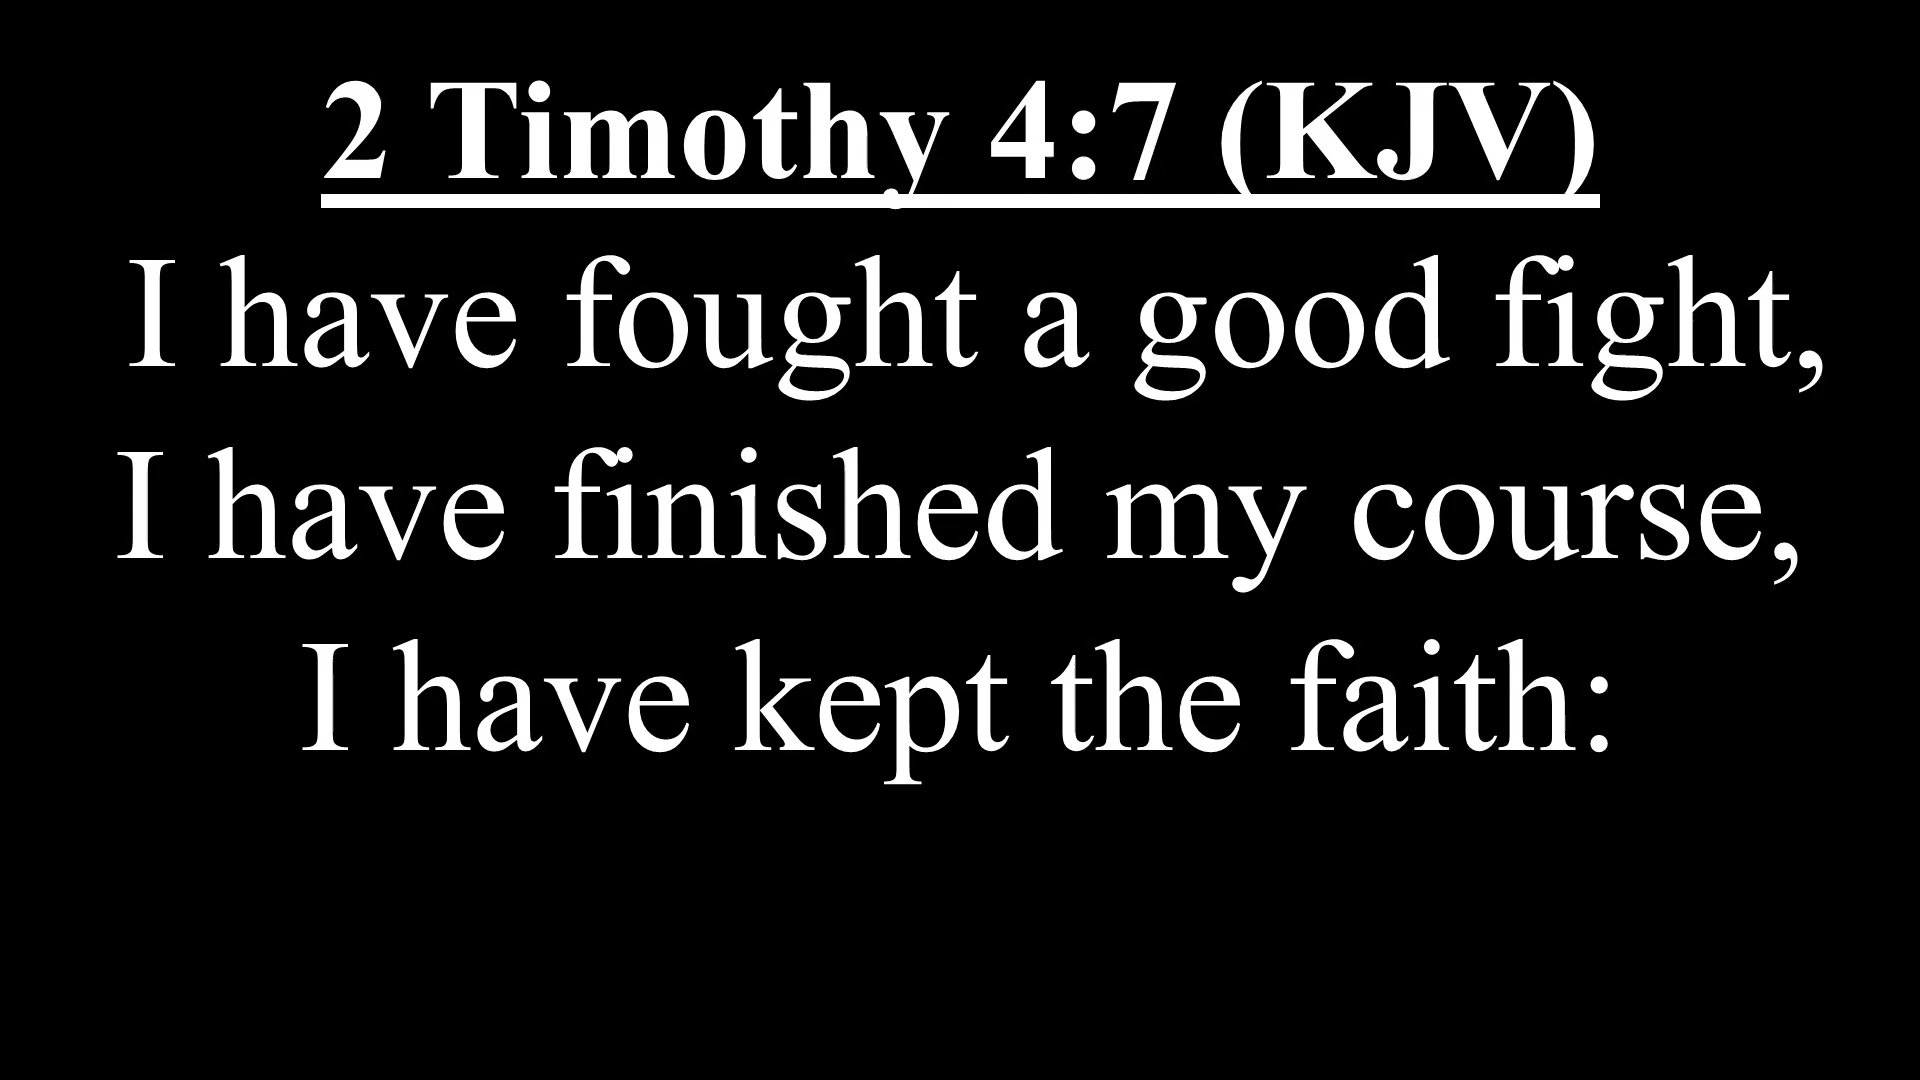 2 Timothy 4:7 (KJV)
I have fought a good fight,
I have finished my course,
I have kept the faith: